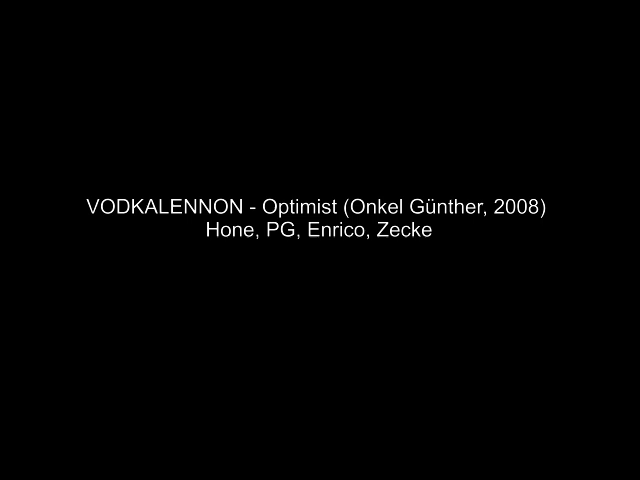 VODKALENNON - Optimist (Onkel Günther, 2008)
Hone, PG, Enrico, Zecke